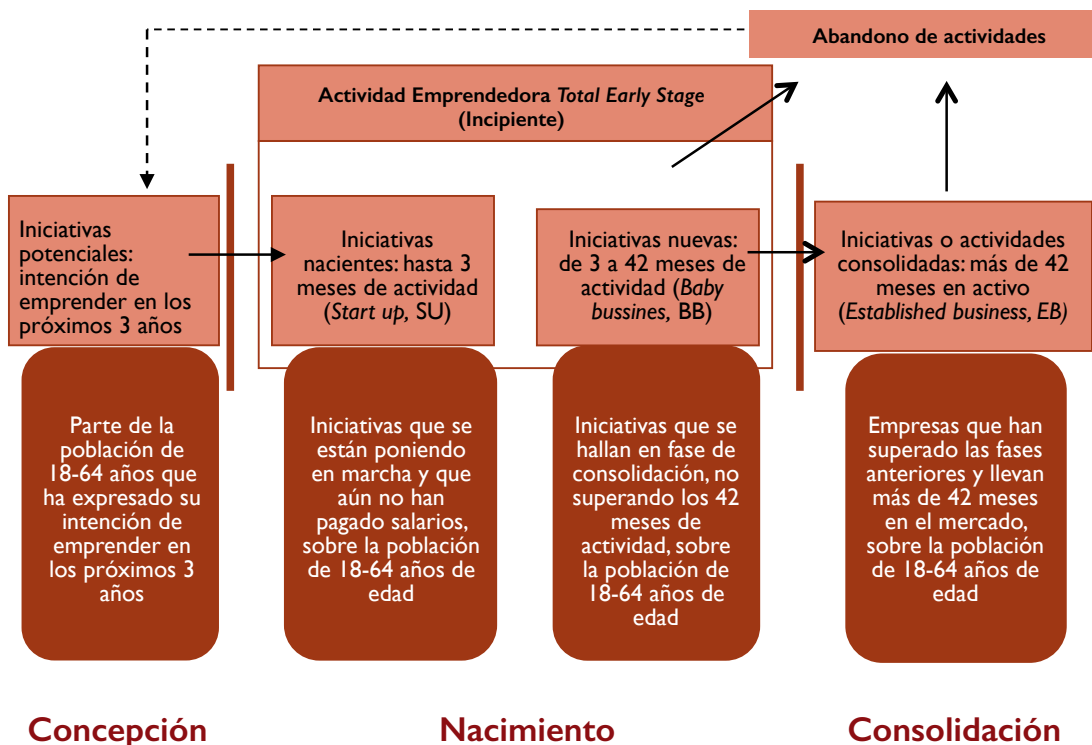 Abandono de actividades
Actividad Emprendedora Total Early Stage
(Incipiente)
Iniciativas
potenciales:
intención de
emprender en los
próximos 3 años
Iniciativas
nacientes: hasta 3
meses de actividad
(Start up, SU)
Iniciativas nuevas:
de 3 a 42 meses de
actividad (Baby
bussines, BB)
Iniciativas o actividades
consolidadas: más de 42
meses en activo
(Established business, EB)
Parte de la
población de
18-64 años que
ha expresado su
intención de
emprender en
los próximos 3
años
Iniciativas que se
están poniendo
en marcha y que
aún no han
pagado salarios,
sobre la población
de 18-64 años de
edad
Iniciativas que se
hallan en fase de
consolidación, no
superando los 42
meses de
actividad, sobre
la población de
18-64 años de
edad
Empresas que han
superado las fases
anteriores y llevan
más de 42 meses
en el mercado,
sobre la población
de 18-64 años de
edad
Concepción
Nacimiento
Consolidación